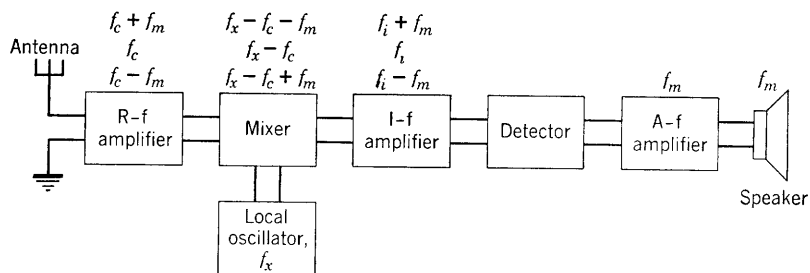 f_c + f_m
f_c
f_c − f_m
f_x − f_c − f_m
f_x − f_c
f_x − f_c + f_m
f_i + f_m
f_i
f_i − f_m
f_m
f_m
Antenna
R-f
amplifier
Mixer
I-f
amplifier
Detector
A-f
amplifier
Speaker
Local
oscillator,
f_x